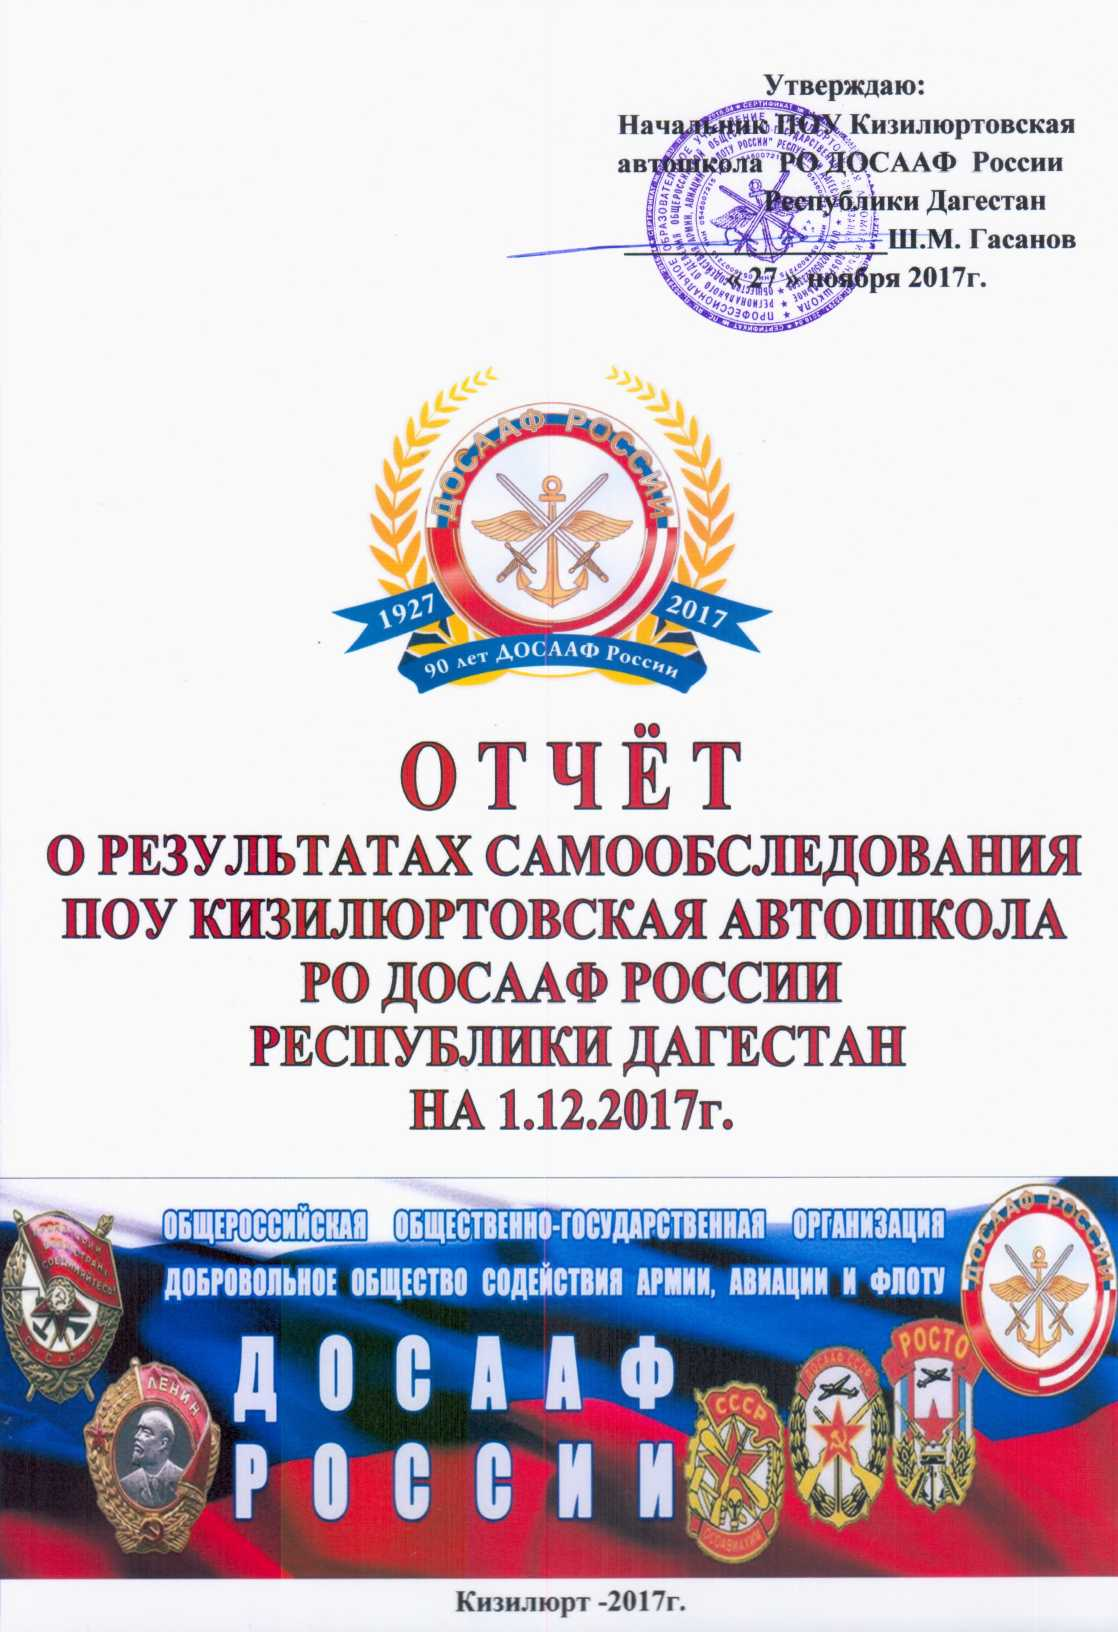 Утверждаю:
Начальник ПОУ Кизилюртовская
автошкола РО ДОСААФ России
Республики Дагестан
Ш.М. Гасанов
« 27 » ноября 2017г.
ДОСААФ РОССИИ
1927
2017
90 лет ДОСААФ России
ОТЧЁТ
О РЕЗУЛЬТАТАХ САМООБСЛЕДОВАНИЯ
ПОУ КИЗИЛЮРТОВСКАЯ АВТОШКОЛА
РО ДОСААФ РОССИИ
РЕСПУБЛИКИ ДАГЕСТАН
НА 1.12.2017г.
ОБЩЕРОССИЙСКАЯ ОБЩЕСТВЕННО-ГОСУДАРСТВЕННАЯ ОРГАНИЗАЦИЯ
ДОБРОВОЛЬНОЕ ОБЩЕСТВО СОДЕЙСТВИЯ АРМИИ, АВИАЦИИ И ФЛОТУ
ДОСААФ
РОССИИ
ДОСААФ РОССИИ
ЛЕНИН
СССР
ОСОАВИАХИМ
РОСТО
Кизилюрт -2017г.